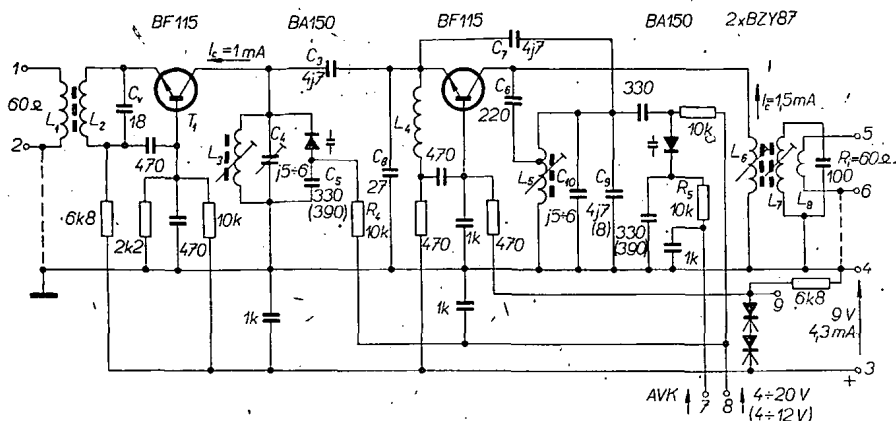 BF115
BA150
BF115
BA150
2xBZY87
Ic=1mA
C3
4j7
C7
4j7
1
60Ω
2
L1
L2
Cv
18
T1
470
L3
C4
j5÷6
C5
330
(390)
C8
27
R4
10k
L4
470
C6
220
L5
C10
j5÷6
C9
4j7
(8)
330
10k
R5
10k
330
(390)
1k
Ic=1,5mA
L6
L7
L8
100
5
R1=60Ω
6
6k8
2k2
470
10k
470
1k
470
1k
1k
9
6k8
4
9V
4,3mA
3
+
AVK
7
8
4÷20V
(4÷12V)